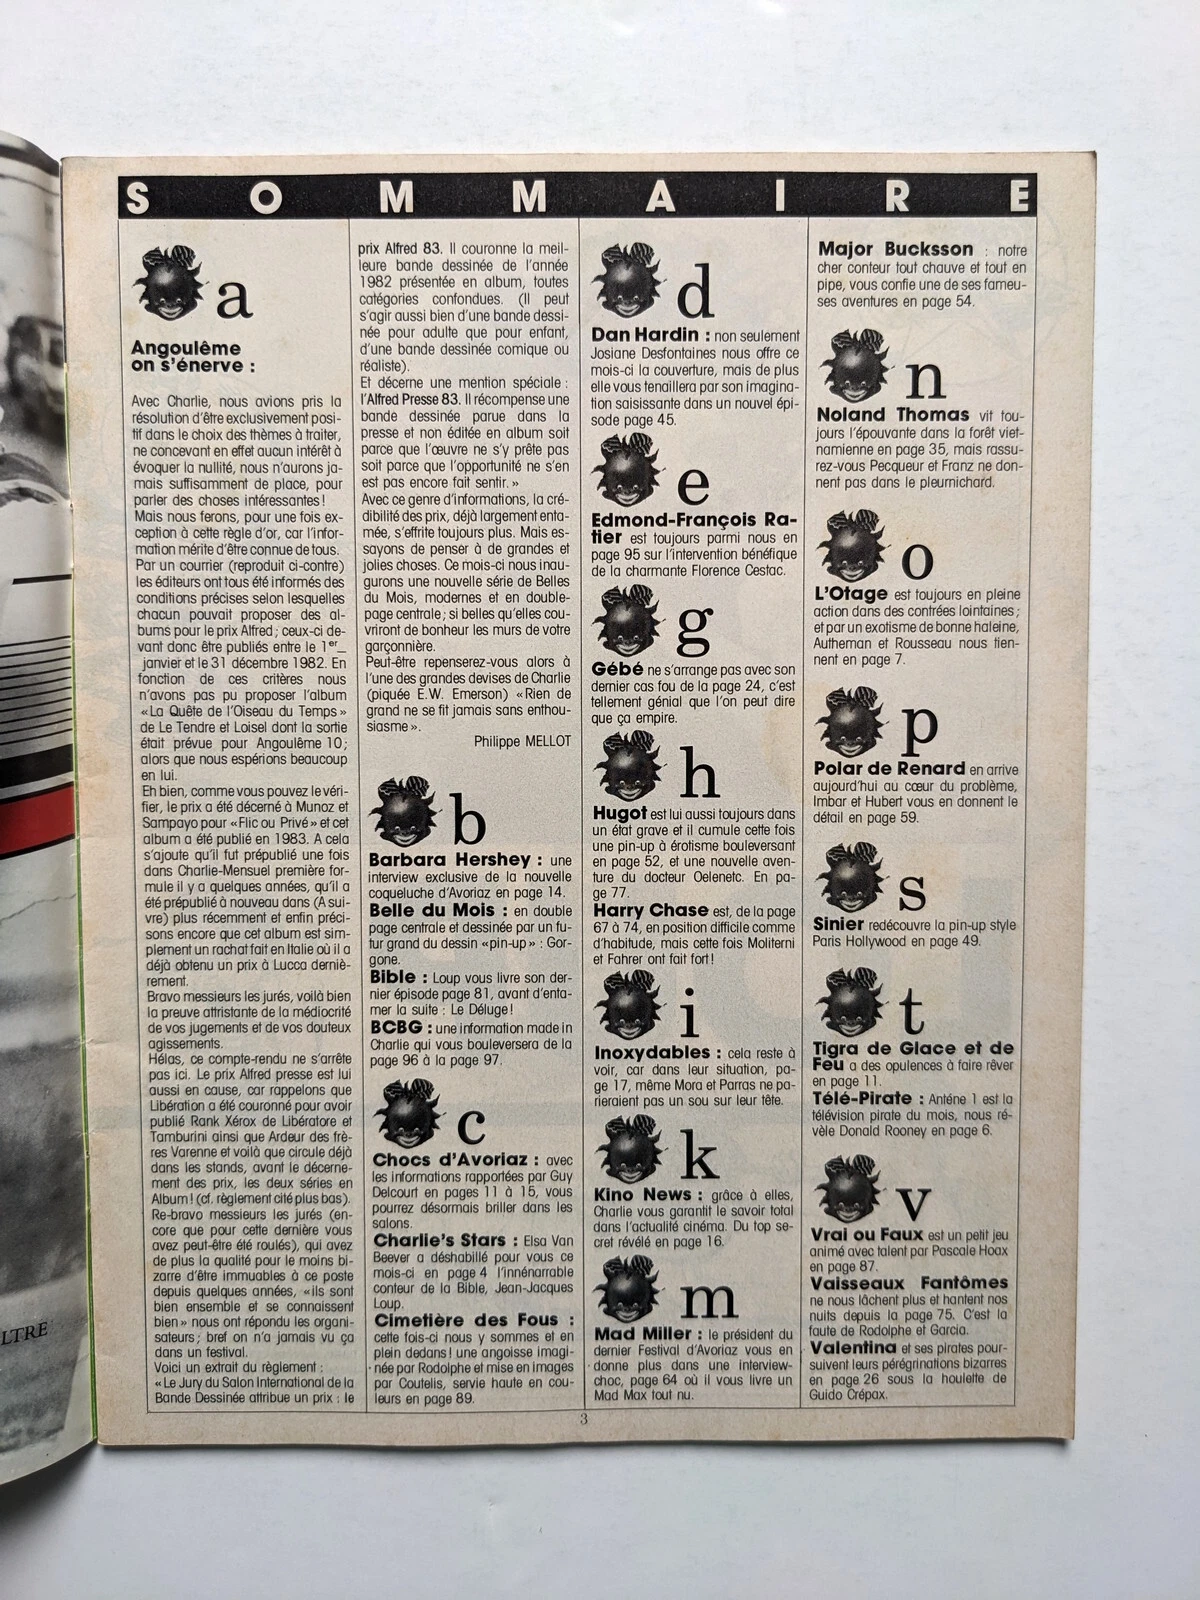 SOMMAIRE
a
Angoulême
on s'énerve :
Avec Charlie, nous avions pris la
résolution d'être exclusivement posi-
tif dans le choix des thèmes à traiter,
ne concevant en effet aucun intérêt à
évoquer la nullité, nous n'aurons ja-
mais suffisamment de place, pour
parler des choses intéressantes !
Mais nous ferons, pour une fois ex-
ception à cette règle d'or, car l'infor-
mation mérite d'être connue de tous.
Par un courrier (reproduit ci-contre)
les éditeurs ont tous été informés des
conditions précises selon lesquelles
chacun pouvait proposer des al-
bums pour le prix Alfred ; ceux-ci de-
vant donc être publiés entre le 1er
janvier et le 31 décembre 1982. En
fonction de ces critères nous
n'avons pas pu proposer l'album
«La Quête de l'Oiseau du Temps»
de Le Tendre et Loisel dont la sortie
était prévue pour Angoulême 10 ;
alors que nous espérions beaucoup
en lui.
Eh bien, comme vous pouvez le véri-
fier, le prix a été décerné à Munoz et
Sampayo pour «Flic ou Privé» et cet
album a été publié en 1983. A cela
s'ajoute qu'il fut prépublié une fois
dans Charlie-Mensuel première for-
mule il y a quelques années, qu'il a
été prépublié à nouveau dans (A sui-
vre) plus récemment et enfin préci-
sons encore que cet album est sim-
plement un rachat fait en Italie où il a
déjà obtenu un prix à Lucca derniè-
rement.
Bravo messieurs les jurés, voilà bien
la preuve attristante de la médiocrité
de vos jugements et de vos douteux
agissements.
Hélas, ce compte-rendu ne s'arrête
pas ici. Le prix Alfred presse est lui
aussi en cause, car rappelons que
Libération a été couronné pour avoir
publié Rank Xérox de Libératore et
Tamburini ainsi que Ardeur des frè-
res Varenne et voilà que circule déjà
dans les stands, avant le décerne-
ment des prix, les deux séries en
Album ! (cf. règlement cité plus bas).
Re-bravo messieurs les jurés (en-
core que pour cette dernière vous
avez peut-être été roulés), qui avez
de plus la qualité pour le moins bi-
zarre d'être immuables à ce poste
depuis quelques années, «ils sont
bien ensemble et se connaissent
bien» nous ont répondu les organi-
sateurs ; bref on n'a jamais vu ça
dans un festival.
Voici un extrait du règlement :
«Le Jury du Salon International de la
Bande Dessinée attribue un prix : le
prix Alfred 83. Il couronne la meil-
leure bande dessinée de l'année
1982 présentée en album, toutes
catégories confondues. (Il peut
s'agir aussi bien d'une bande dessi-
née pour adulte que pour enfant,
d'une bande dessinée comique ou
réaliste).
Et décerne une mention spéciale :
l'Alfred Presse 83. Il récompense une
bande dessinée parue dans la
presse et non éditée en album soit
parce que l'œuvre ne s'y prête pas
soit parce que l'opportunité ne s'en
est pas encore fait sentir.»
Avec ce genre d'informations, la cré-
dibilité des prix, déjà largement enta-
mée, s'effrite toujours plus. Mais es-
sayons de penser à de grandes et
jolies choses. Ce mois-ci nous inau-
gurons une nouvelle série de Belles
du Mois, modernes et en double-
page centrale ; si belles qu'elles cou-
vriront de bonheur les murs de votre
garçonnière.
Peut-être repenserez-vous alors à
l'une des grandes devises de Charlie
(piquée E.W. Emerson) «Rien de
grand ne se fit jamais sans enthou-
siasme».
Philippe MELLOT
b
Barbara Hershey : une
interview exclusive de la nouvelle
coqueluche d'Avoriaz en page 14.
Belle du Mois : en double
page centrale et dessinée par un fu-
tur grand du dessin «pin-up» : Gor-
gone.
Bible : Loup vous livre son der-
nier épisode page 81, avant d'enta-
mer la suite : Le Déluge !
BCBG : une information made in
Charlie qui vous bouleversera de la
page 96 à la page 97.
c
Chocs d'Avoriaz : avec
les informations rapportées par Guy
Delcourt en pages 11 à 15, vous
pourrez désormais briller dans les
salons.
Charlie's Stars : Elsa Van
Beever a déshabillé pour vous ce
mois-ci en page 4 l'innénarrable
conteur de la Bible, Jean-Jacques
Loup.
Cimetière des Fous :
cette fois-ci nous y sommes et en
plein dedans ! une angoisse imagi-
née par Rodolphe et mise en images
par Coutelis, servie haute en cou-
leurs en page 89.
d
Dan Hardin : non seulement
Josiane Desfontaines nous offre ce
mois-ci la couverture, mais de plus
elle vous tenaillera par son imagina-
tion saisissante dans un nouvel épi-
sode page 45.
e
Edmond-François Ra-
tier est toujours parmi nous en
page 95 sur l'intervention bénéfique
de la charmante Florence Cestac.
g
Gébé ne s'arrange pas avec son
dernier cas fou de la page 24, c'est
tellement génial que l'on peut dire
que ça empire.
h
Hugot est lui aussi toujours dans
un état grave et il cumule cette fois
une pin-up à érotisme bouleversant
en page 52, et une nouvelle aven-
ture du docteur Oelenetc. En pa-
ge 77.
Harry Chase est, de la page
67 à 74, en position difficile comme
d'habitude, mais cette fois Moliterni
et Fahrer ont fait fort !
i
Inoxydables : cela reste à
voir, car dans leur situation, pa-
ge 17, même Mora et Parras ne pa-
rieraient pas un sou sur leur tête.
k
Kino News : grâce à elles,
Charlie vous garantit le savoir total
dans l'actualité cinéma. Du top se-
cret révélé en page 16.
m
Mad Miller : le président du
dernier Festival d'Avoriaz vous en
donne plus dans une interview-
choc, page 64 où il vous livre un
Mad Max tout nu.
Major Bucksson : notre
cher conteur tout chauve et tout en
pipe, vous confie une de ses fameu-
ses aventures en page 54.
n
Noland Thomas vit tou-
jours l'épouvante dans la forêt viet-
namienne en page 35, mais rassu-
rez-vous Pecqueur et Franz ne don-
nent pas dans le pleurnichard.
o
L'Otage est toujours en pleine
action dans des contrées lointaines ;
et par un exotisme de bonne haleine,
Autheman et Rousseau nous tien-
nent en page 7.
p
Polar de Renard en arrive
aujourd'hui au cœur du problème,
Imbar et Hubert vous en donnent le
détail en page 59.
s
Sinier redécouvre la pin-up style
Paris Hollywood en page 49.
t
Tigra de Glace et de
Feu a des opulences à faire rêver
en page 11.
Télé-Pirate : Anténe 1 est la
télévision pirate du mois, nous ré-
vèle Donald Rooney en page 6.
v
Vrai ou Faux est un petit jeu
animé avec talent par Pascale Hoax
en page 87.
Vaisseaux Fantômes
ne nous lâchent plus et hantent nos
nuits depuis la page 75. C'est la
faute de Rodolphe et Garcia.
Valentina et ses pirates pour-
suivent leurs pérégrinations bizarres
en page 26 sous la houlette de
Guido Crépax.
3
LTRE